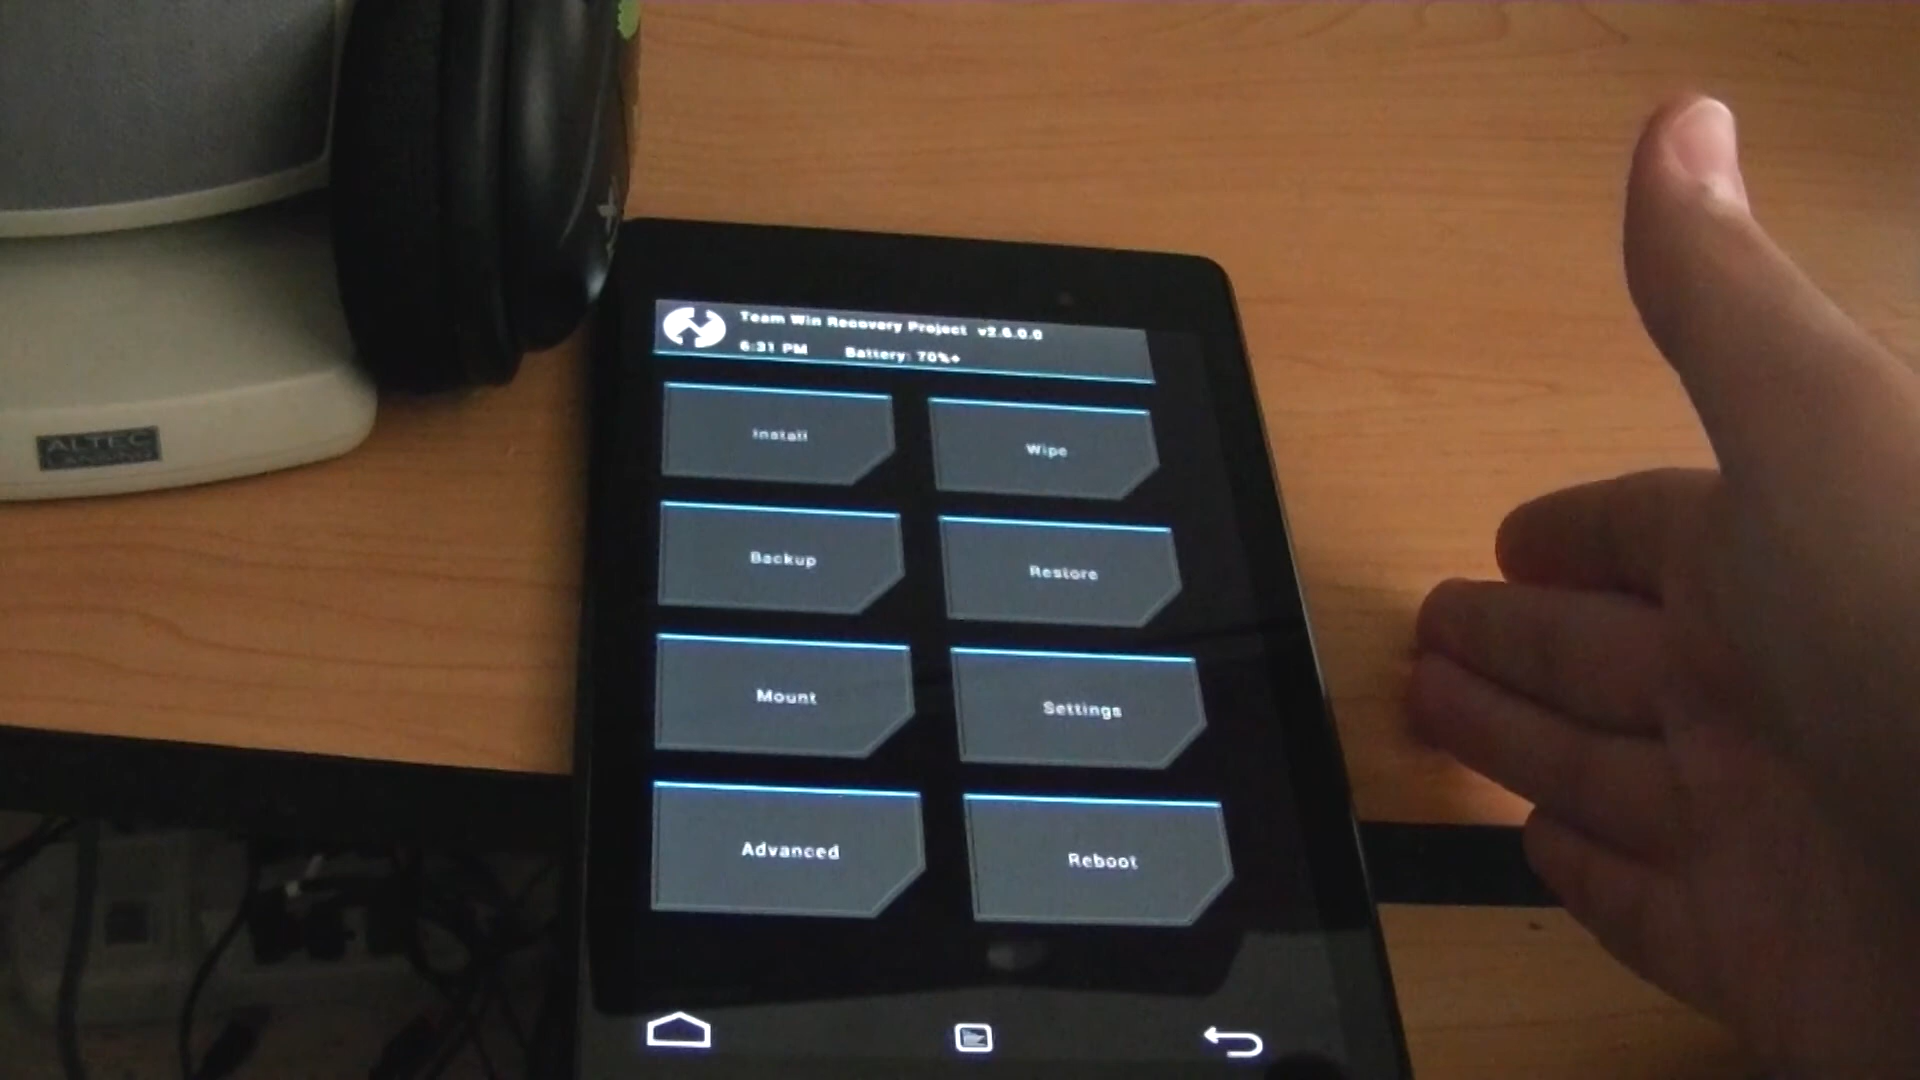 Team Win Recovery Project v2.6.0.0
6:31 PM Battery: 70%+
Install
Wipe
Backup
Restore
Mount
Settings
Advanced
Reboot
ALTEC
LANSING